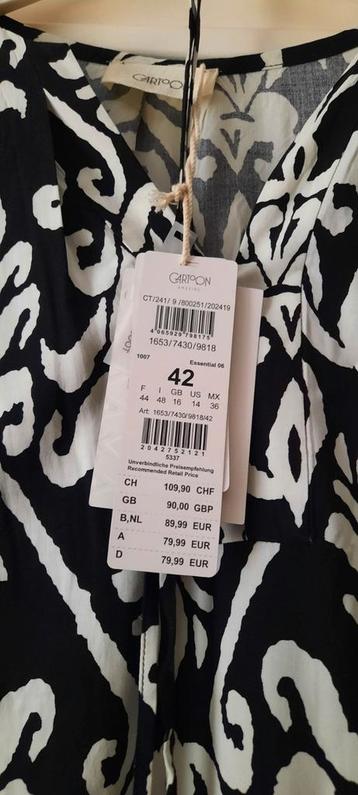 CARTOON
CARTOON
CT/241/ 9 /800251/202419
4 065929 798175
1653/7430/9818
1007 Essential 06
42
F I GB US MX
44 48 16 14 36
Art: 1653/7430/9818/42
2042752121
5337
Unverbindliche Preisempfehlung
Recommended Retail Price
CH 109,90 CHF
GB 90,00 GBP
B,NL 89,99 EUR
A 79,99 EUR
D 79,99 EUR